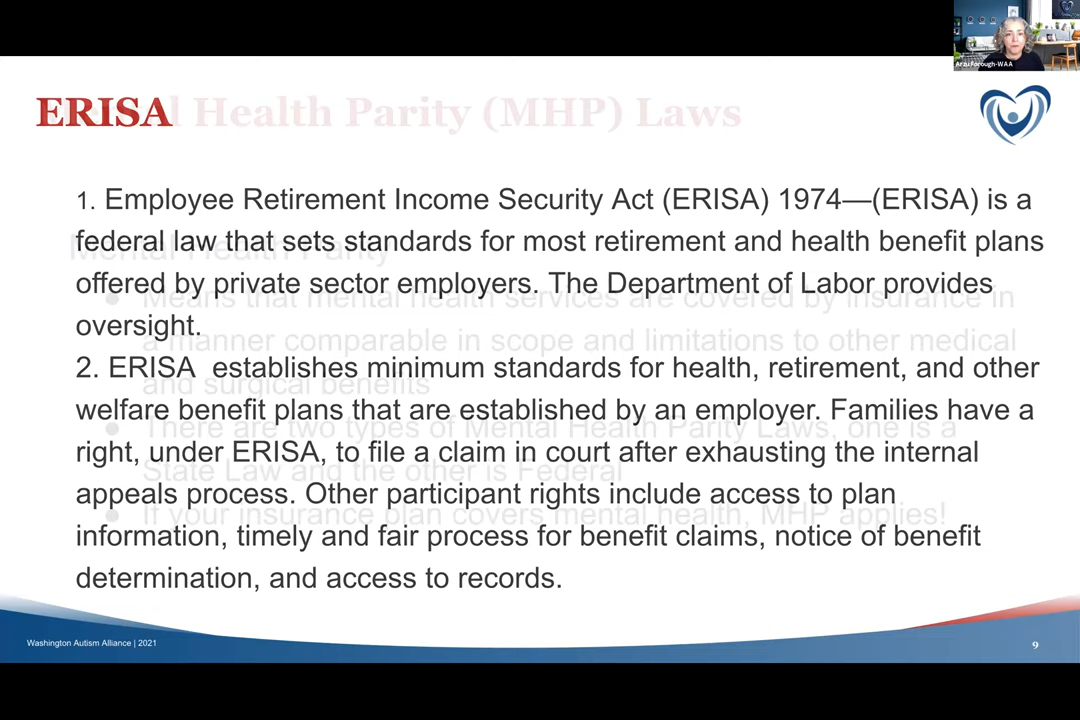 Arzu Forough-WAA
ERISA
l Health Parity (MHP) Laws
1. Employee Retirement Income Security Act (ERISA) 1974—(ERISA) is a
federal law that sets standards for most retirement and health benefit plans
offered by private sector employers. The Department of Labor provides
oversight.
2. ERISA  establishes minimum standards for health, retirement, and other
welfare benefit plans that are established by an employer. Families have a
right, under ERISA, to file a claim in court after exhausting the internal
appeals process. Other participant rights include access to plan
information, timely and fair process for benefit claims, notice of benefit
determination, and access to records.
Mental Health Parity
● Means that mental health services are covered by insurance in
a manner comparable in scope and limitations to other medical
and surgical benefits
● There are two types of Mental Health Parity Laws, one is a
State Law and the other is Federal
● If your insurance plan covers mental health, MHP applies!
Washington Autism Alliance | 2021
9